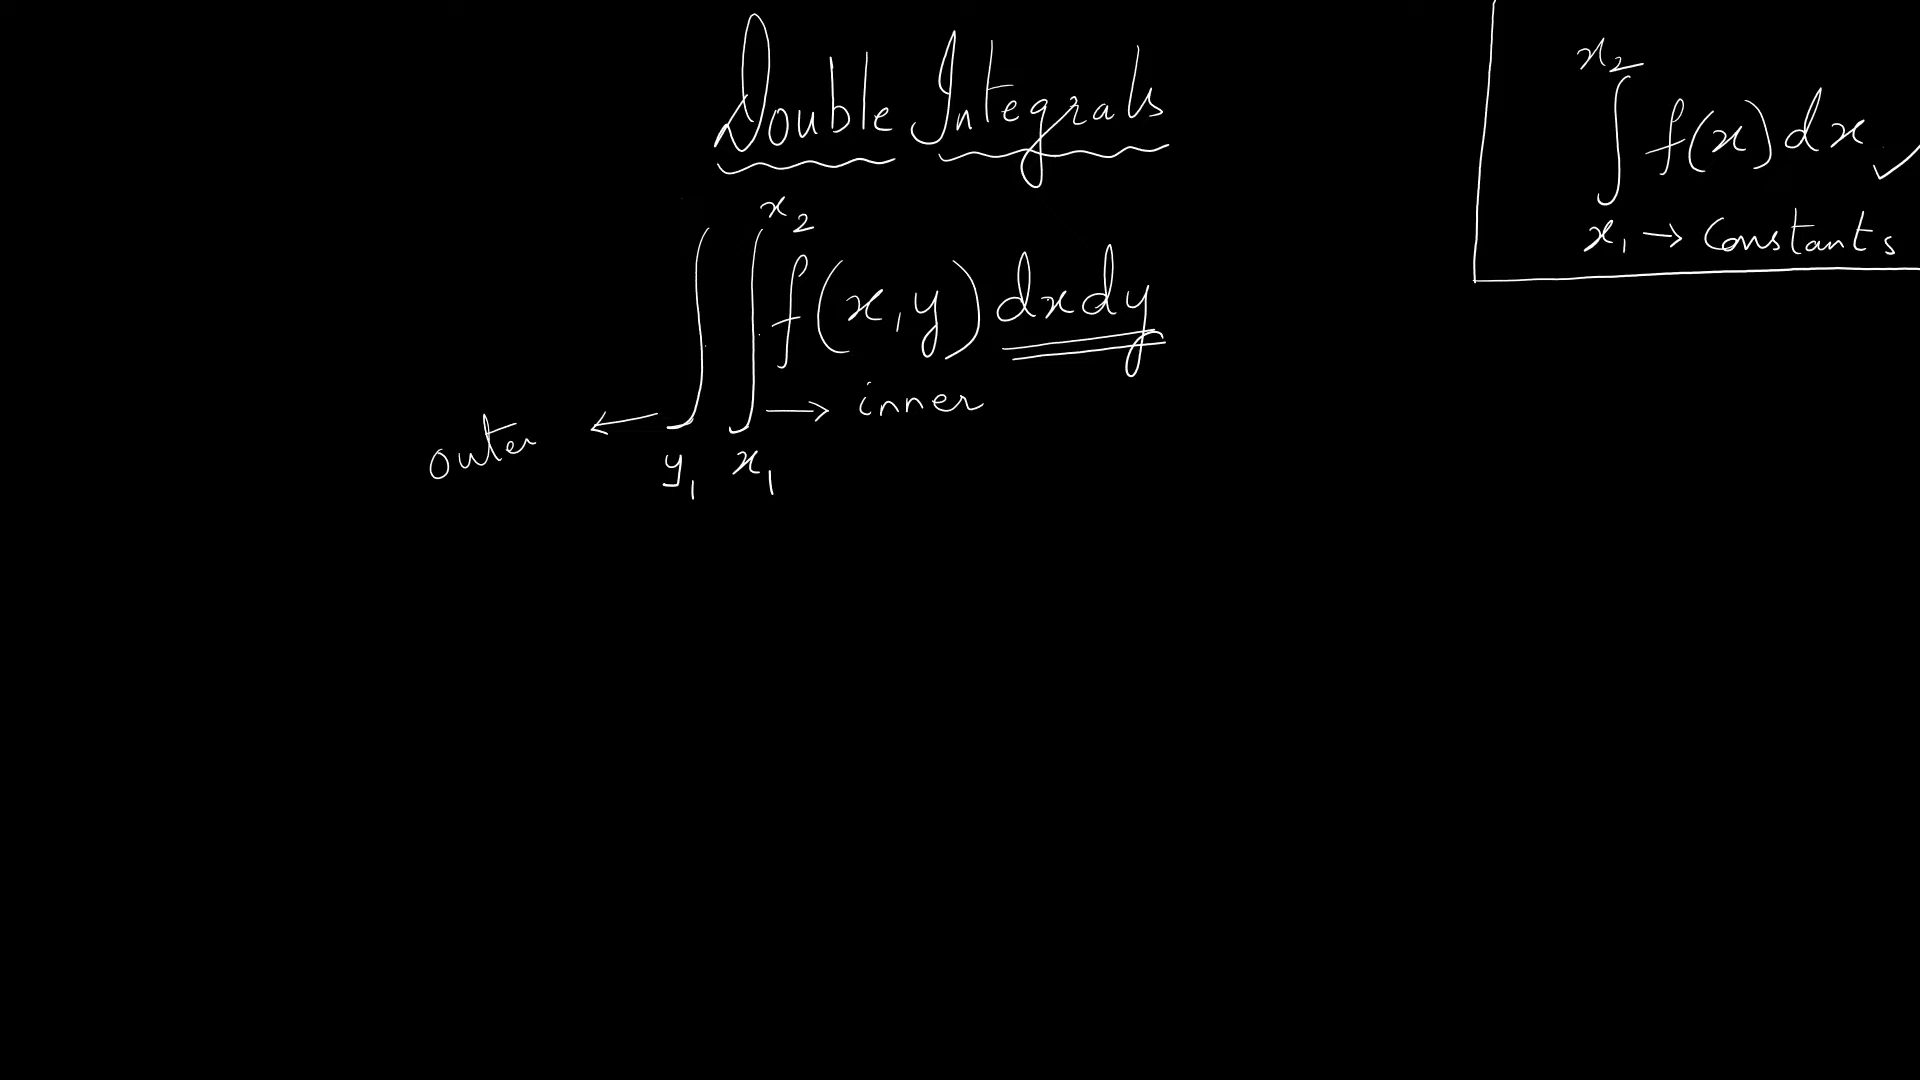 Double Integrals
x₂
∫ ∫ f(x,y) dxdy
→ inner
outer ←
y₁ x₁
x₂
∫ f(x) dx ✓
x₁ → Constants